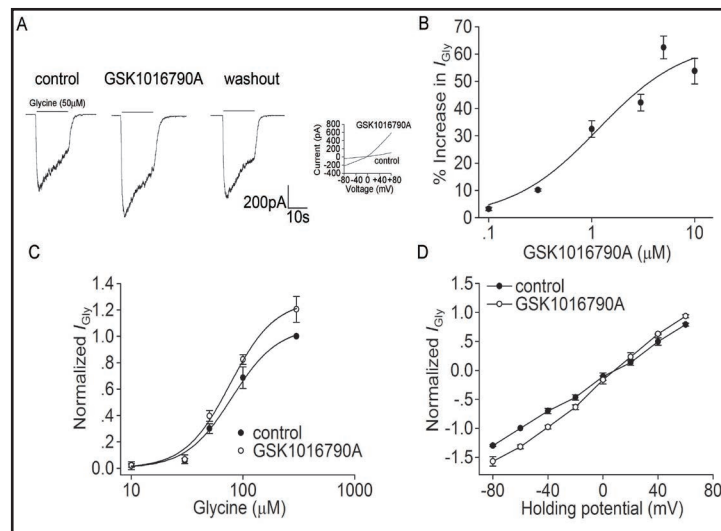 A
control
GSK1016790A
washout
Glycine (50μM)
200pA
10s
GSK1016790A
control
Current (pA)
800
600
400
200
0
-200
-400
-80 -40 0 +40 +80
Voltage (mV)
B
% Increase in IGly
70
60
50
40
30
20
10
0
.1 1 10
GSK1016790A (μM)
C
Normalized IGly
1.4
1.2
1.0
.8
.6
.4
.2
0.0
control
GSK1016790A
10 100 1000
Glycine (μM)
D
control
GSK1016790A
Normalized IGly
1.5
1.0
.5
0.0
-.5
-1.0
-1.5
-80 -40 0 40 80
Holding potential (mV)